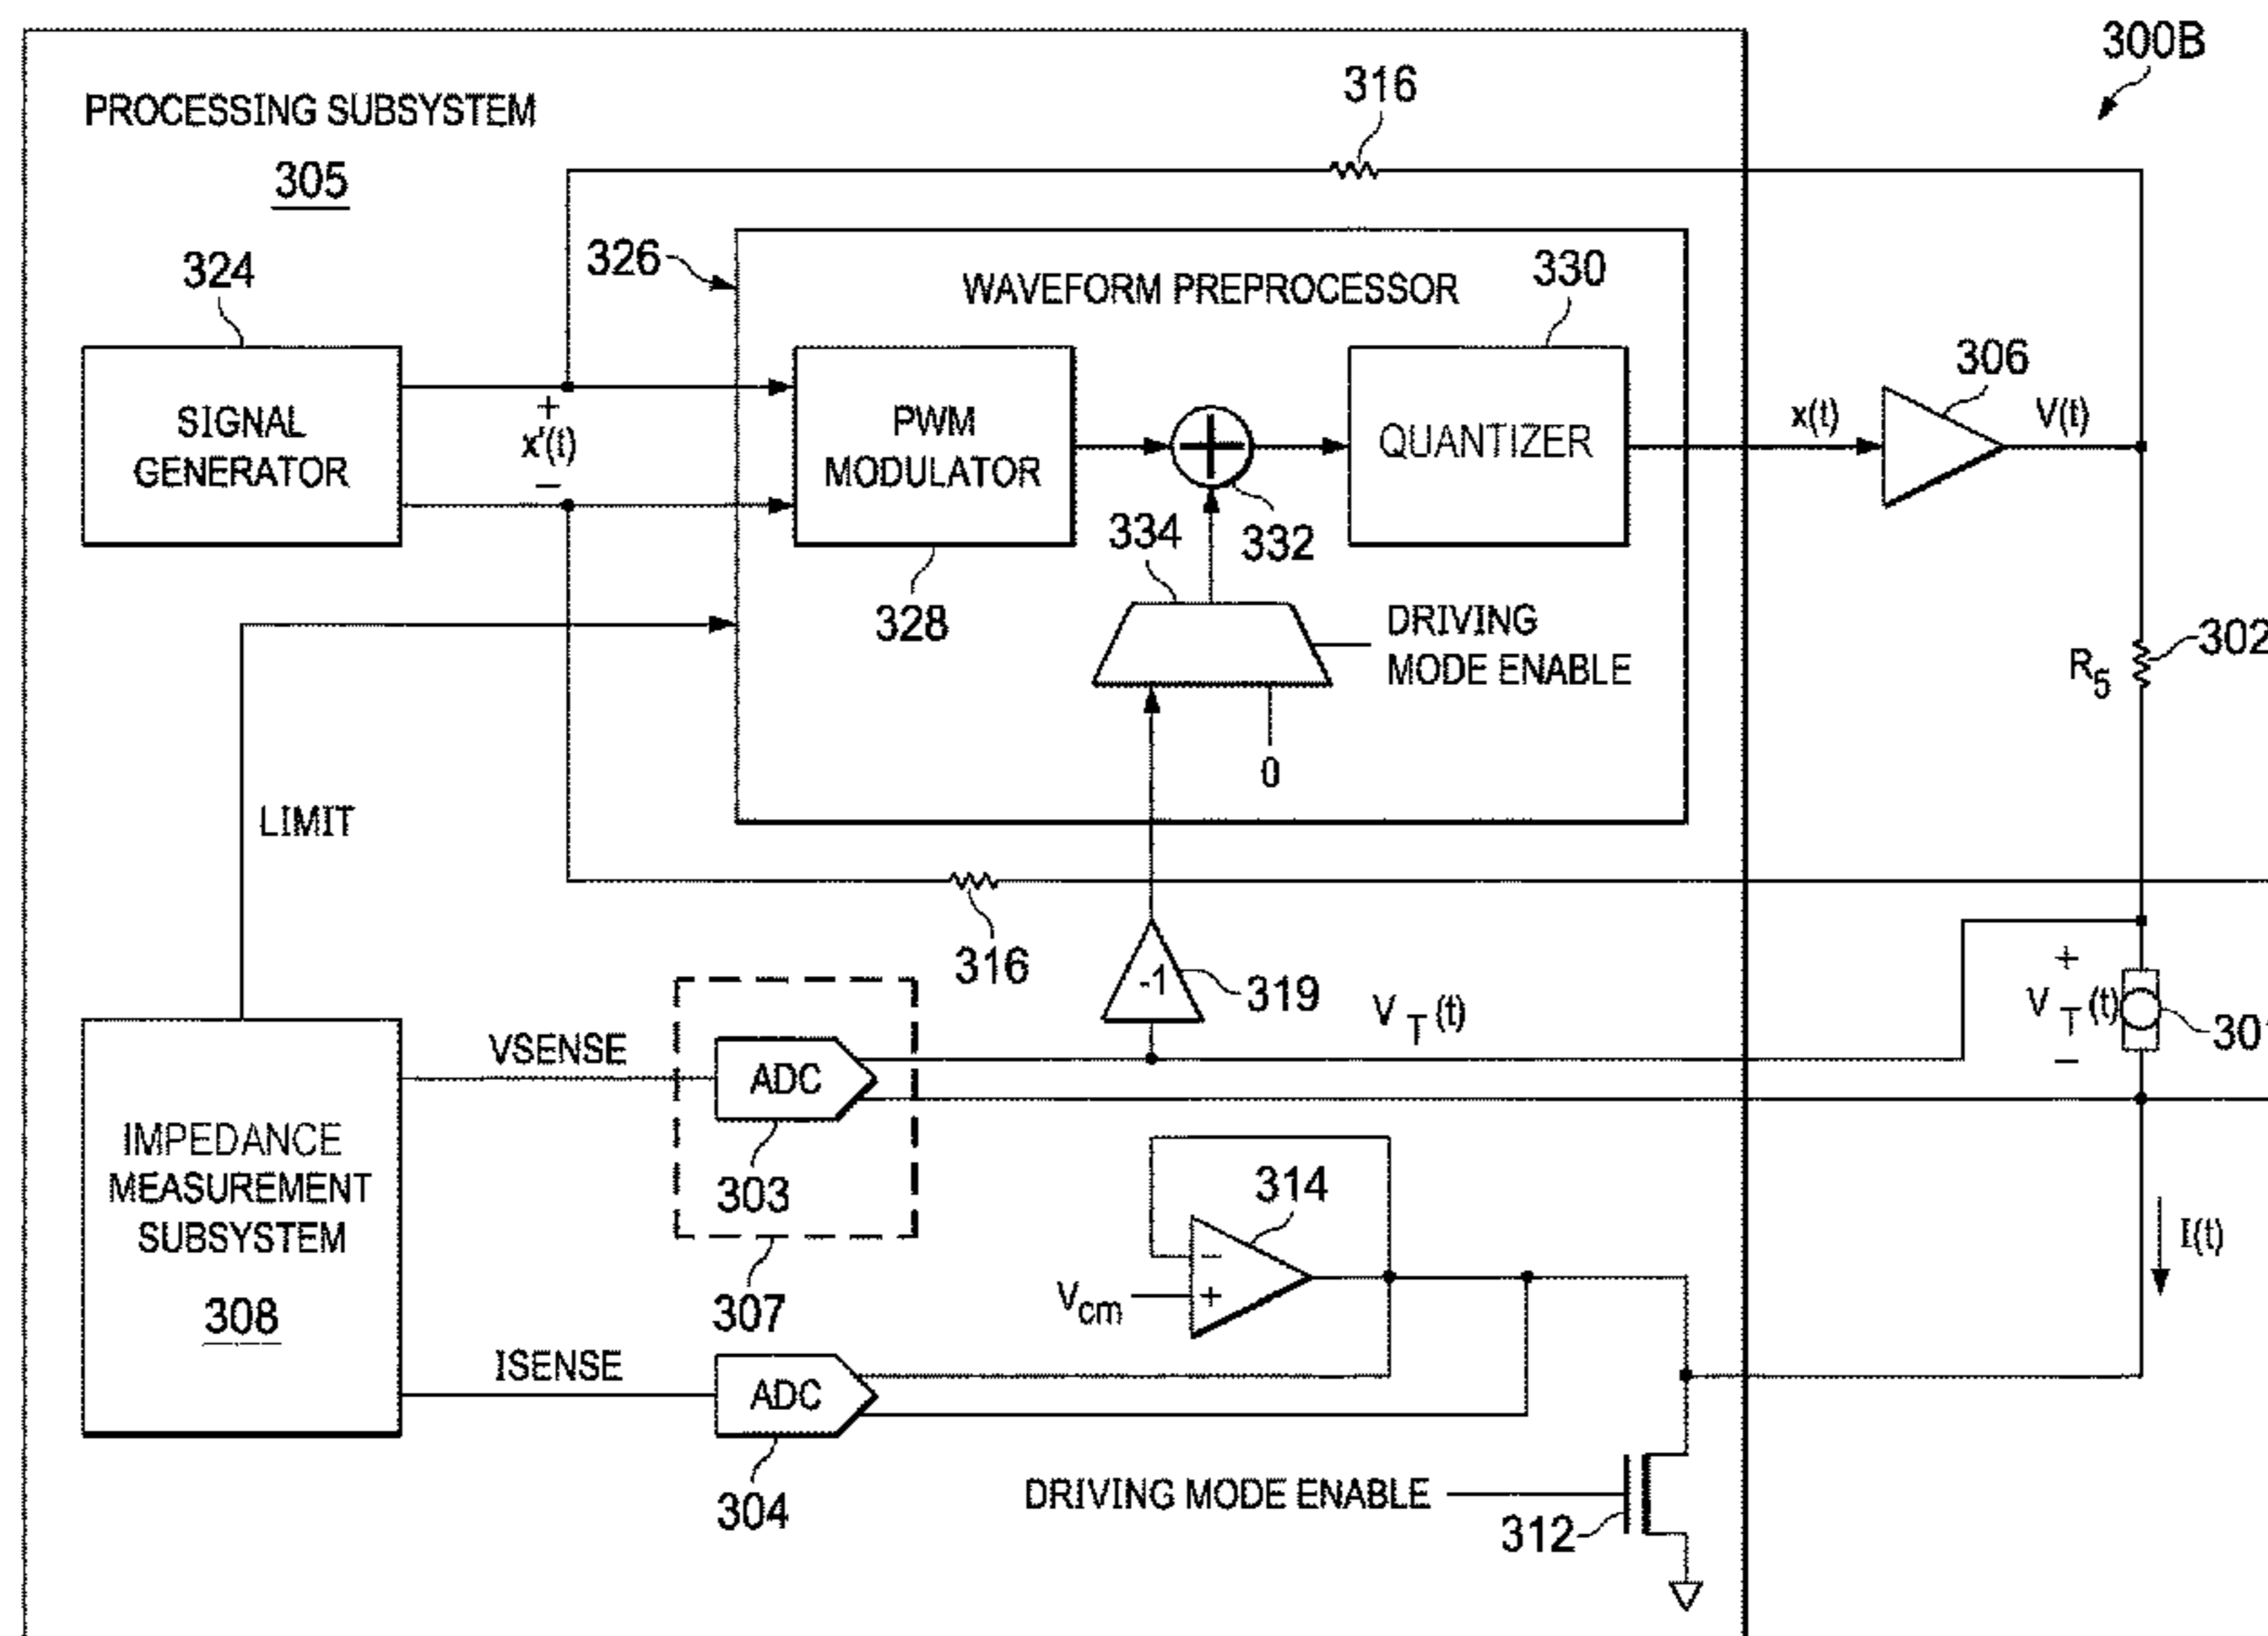 300B
316
PROCESSING SUBSYSTEM
305
324
326
WAVEFORM PREPROCESSOR
330
306
SIGNAL
GENERATOR
+
x'(t)
−
PWM
MODULATOR
QUANTIZER
x(t)
V(t)
334
332
328
DRIVING
MODE ENABLE
302
R5
0
LIMIT
316
-1
319
VT(t)
+
VT(t)
−
30
VSENSE
ADC
303
307
IMPEDANCE
MEASUREMENT
SUBSYSTEM
308
314
−
+
Vcm
I(t)
ISENSE
ADC
304
DRIVING MODE ENABLE
312